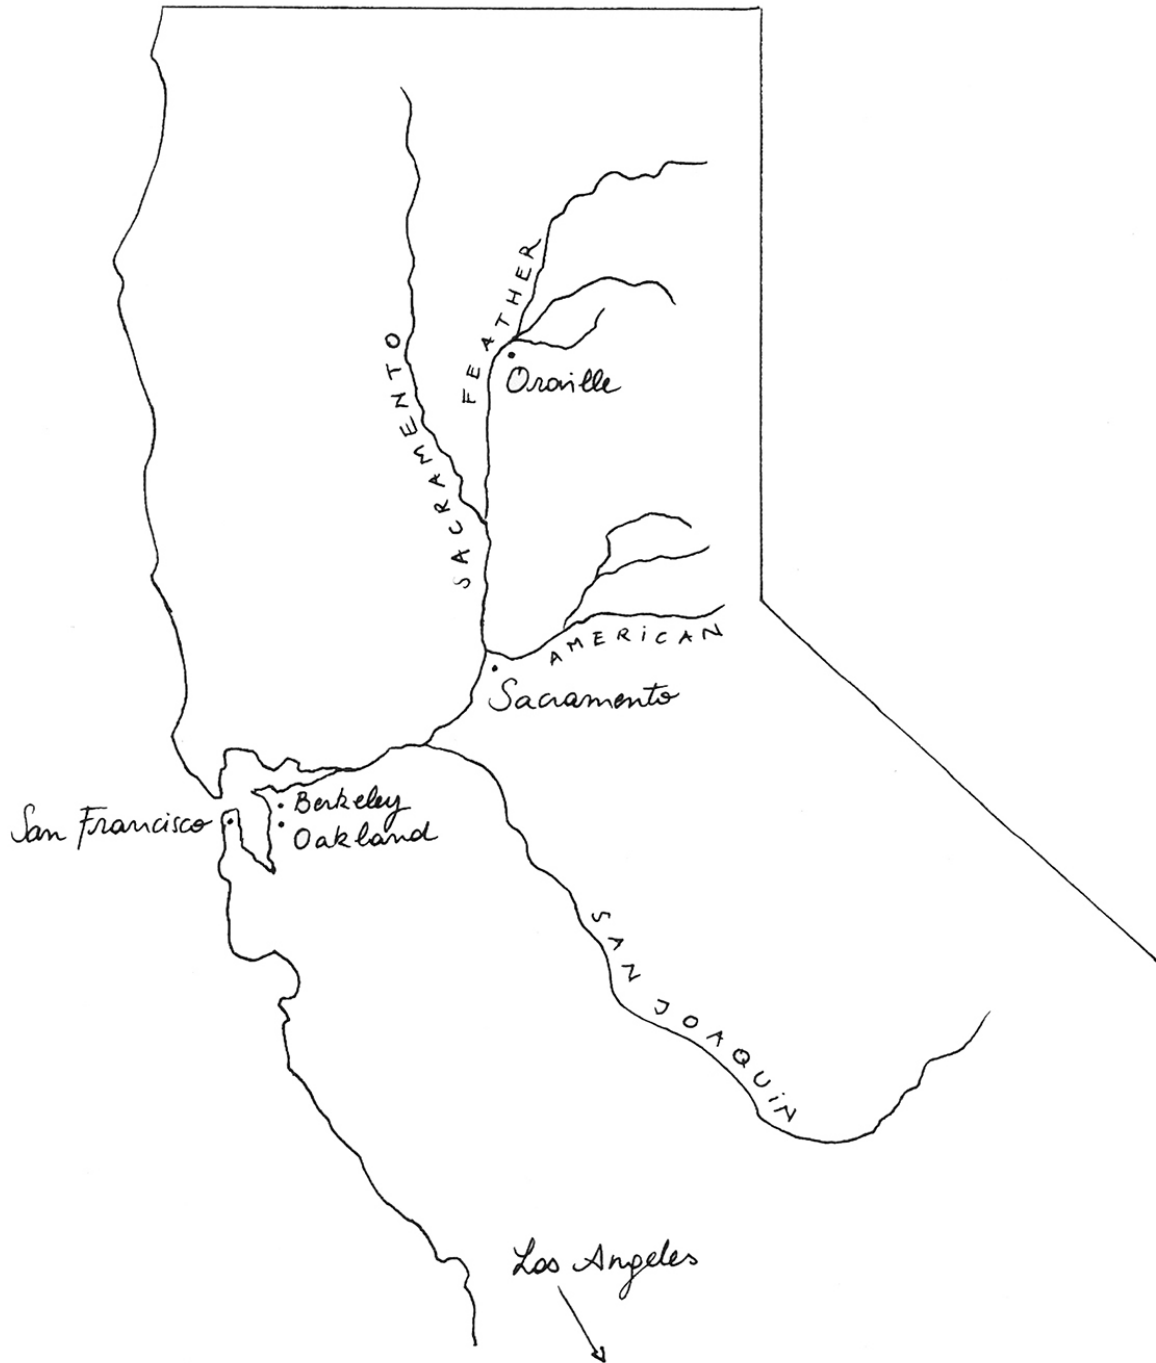 FEATHER
SACRAMENTO
Oroville
AMERICAN
Sacramento
San Francisco
Berkeley
Oakland
SAN JOAQUIN
Los Angeles